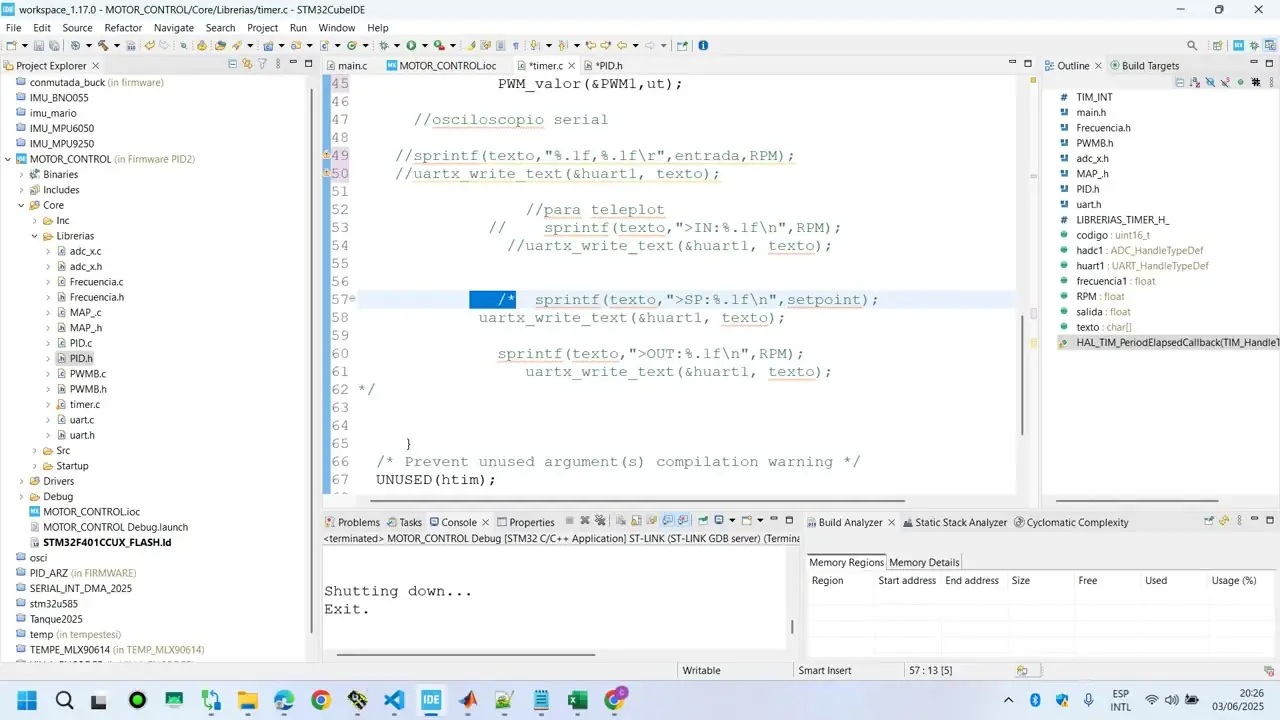 workspace_1.17.0 - MOTOR_CONTROL/Core/Librerias/timer.c - STM32CubeIDE
File Edit Source Refactor Navigate Search Project Run Window Help
Project Explorer
conmutada_buck (in firmware)
IMU_BNO055
imu_mario
IMU_MPU6050
IMU_MPU9250
MOTOR_CONTROL (in Firmware PID2)
Binaries
Includes
Core
Inc
Librerias
adc_x.c
adc_x.h
Frecuencia.c
Frecuencia.h
MAP_.c
MAP_.h
PID.c
PID.h
PWMB.c
PWMB.h
timer.c
uart.c
uart.h
Src
Startup
Drivers
Debug
MOTOR_CONTROL.ioc
MOTOR_CONTROL Debug.launch
STM32F401CCUX_FLASH.ld
osci
PID_ARZ (in FIRMWARE)
SERIAL_INT_DMA_2025
stm32u585
Tanque2025
temp (in tempestesi)
TEMPE_MLX90614 (in TEMP_MLX90614)
main.c MOTOR_CONTROL.ioc *timer.c *PID.h
45 PWM_valor(&PWM1,ut);
46
47 //osciloscopio serial
48
49 //sprintf(texto,"%.1f,%.1f\r",entrada,RPM);
50 //uartx_write_text(&huart1, texto);
51
52 //para teleplot
53 // sprintf(texto,">IN:%.1f\n",RPM);
54 //uartx_write_text(&huart1, texto);
55
56
57 /* sprintf(texto,">SP:%.1f\n",setpoint);
58 uartx_write_text(&huart1, texto);
59
60 sprintf(texto,">OUT:%.1f\n",RPM);
61 uartx_write_text(&huart1, texto);
62 */
63
64
65 }
66 /* Prevent unused argument(s) compilation warning */
67 UNUSED(htim);
Outline Build Targets
TIM_INT
main.h
Frecuencia.h
PWMB.h
adc_x.h
MAP_.h
PID.h
uart.h
LIBRERIAS_TIMER_H_
codigo : uint16_t
hadc1 : ADC_HandleTypeDef
huart1 : UART_HandleTypeDef
frecuencia1 : float
RPM : float
salida : float
texto : char[]
HAL_TIM_PeriodElapsedCallback(TIM_HandleT
Problems Tasks Console Properties
<terminated> MOTOR_CONTROL Debug [STM32 C/C++ Application] ST-LINK (ST-LINK GDB server) (Termina
Shutting down...
Exit.
Build Analyzer Static Stack Analyzer Cyclomatic Complexity
Memory Regions Memory Details
Region Start address End address Size Free Used Usage (%)
Writable Smart Insert 57 : 13 [5]
ESP
INTL
20:26
03/06/2025